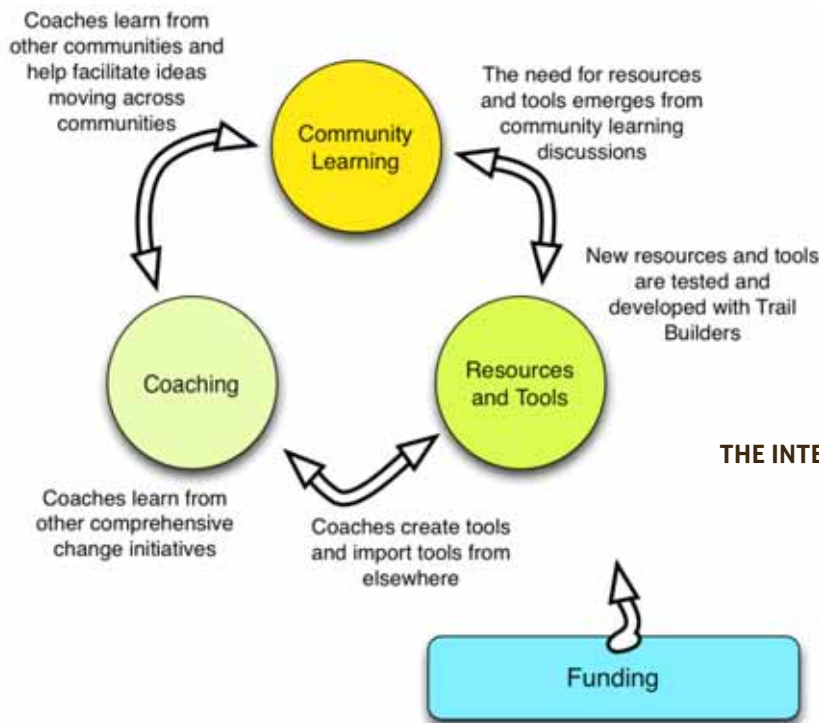 Coaches learn from
other communities and
help facilitate ideas
moving across
communities
Community
Learning
The need for resources
and tools emerges from
community learning
discussions
New resources and tools
are tested and
developed with Trail
Builders
Coaching
Resources
and Tools
THE INTE
Coaches learn from
other comprehensive
change initiatives
Coaches create tools
and import tools from
elsewhere
Funding